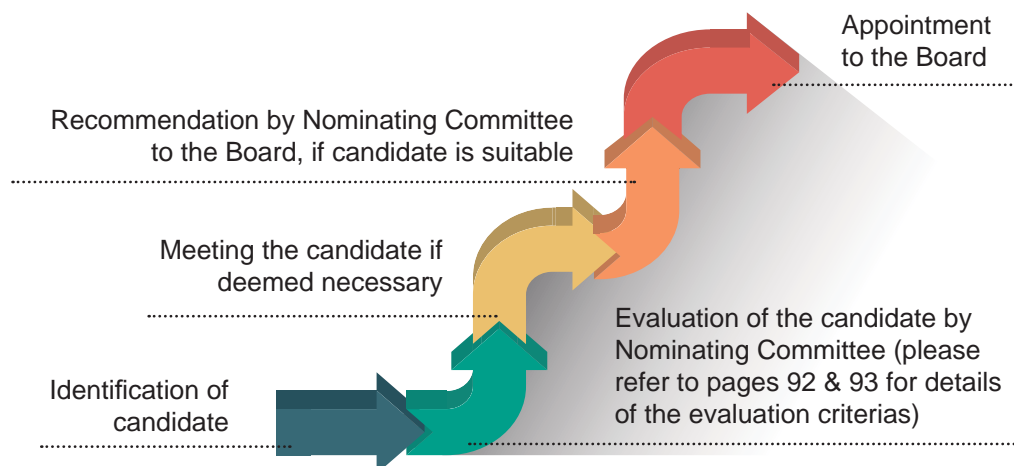 Appointment
to the Board
Recommendation by Nominating Committee
to the Board, if candidate is suitable
Meeting the candidate if
deemed necessary
Evaluation of the candidate by
Nominating Committee (please
refer to pages 92 & 93 for details
of the evaluation criterias)
Identification of
candidate